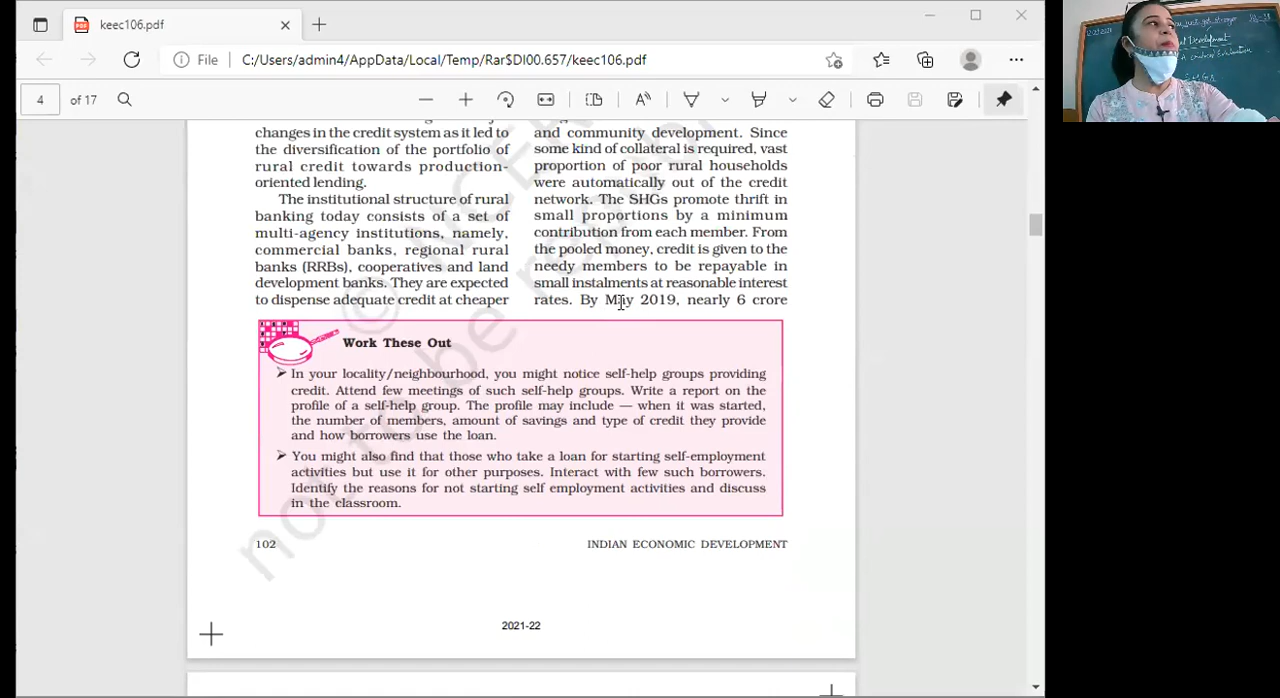 keec106.pdf
File
C:/Users/admin4/AppData/Local/Temp/Rar$DI00.657/keec106.pdf
4 of 17
changes in the credit system as it led to
the diversification of the portfolio of
rural credit towards production-
oriented lending.
The institutional structure of rural
banking today consists of a set of
multi-agency institutions, namely,
commercial banks, regional rural
banks (RRBs), cooperatives and land
development banks. They are expected
to dispense adequate credit at cheaper
and community development. Since
some kind of collateral is required, vast
proportion of poor rural households
were automatically out of the credit
network. The SHGs promote thrift in
small proportions by a minimum
contribution from each member. From
the pooled money, credit is given to the
needy members to be repayable in
small instalments at reasonable interest
rates. By May 2019, nearly 6 crore
Work These Out
➢ In your locality/neighbourhood, you might notice self-help groups providing
credit. Attend few meetings of such self-help groups. Write a report on the
profile of a self-help group. The profile may include — when it was started,
the number of members, amount of savings and type of credit they provide
and how borrowers use the loan.
➢ You might also find that those who take a loan for starting self-employment
activities but use it for other purposes. Interact with few such borrowers.
Identify the reasons for not starting self employment activities and discuss
in the classroom.
102
INDIAN ECONOMIC DEVELOPMENT
2021-22
not to be
Development